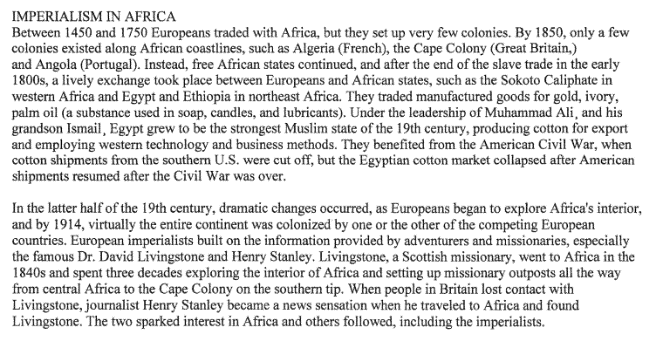 IMPERIALISM IN AFRICA
Between 1450 and 1750 Europeans traded with Africa, but they set up very few colonies. By 1850, only a few
colonies existed along African coastlines, such as Algeria (French), the Cape Colony (Great Britain,)
and Angola (Portugal). Instead, free African states continued, and after the end of the slave trade in the early
1800s, a lively exchange took place between Europeans and African states, such as the Sokoto Caliphate in
western Africa and Egypt and Ethiopia in northeast Africa. They traded manufactured goods for gold, ivory,
palm oil (a substance used in soap, candles, and lubricants). Under the leadership of Muhammad Ali, and his
grandson Ismail, Egypt grew to be the strongest Muslim state of the 19th century, producing cotton for export
and employing western technology and business methods. They benefited from the American Civil War, when
cotton shipments from the southern U.S. were cut off, but the Egyptian cotton market collapsed after American
shipments resumed after the Civil War was over.

In the latter half of the 19th century, dramatic changes occurred, as Europeans began to explore Africa's interior,
and by 1914, virtually the entire continent was colonized by one or the other of the competing European
countries. European imperialists built on the information provided by adventurers and missionaries, especially
the famous Dr. David Livingstone and Henry Stanley. Livingstone, a Scottish missionary, went to Africa in the
1840s and spent three decades exploring the interior of Africa and setting up missionary outposts all the way
from central Africa to the Cape Colony on the southern tip. When people in Britain lost contact with
Livingstone, journalist Henry Stanley became a news sensation when he traveled to Africa and found
Livingstone. The two sparked interest in Africa and others followed, including the imperialists.